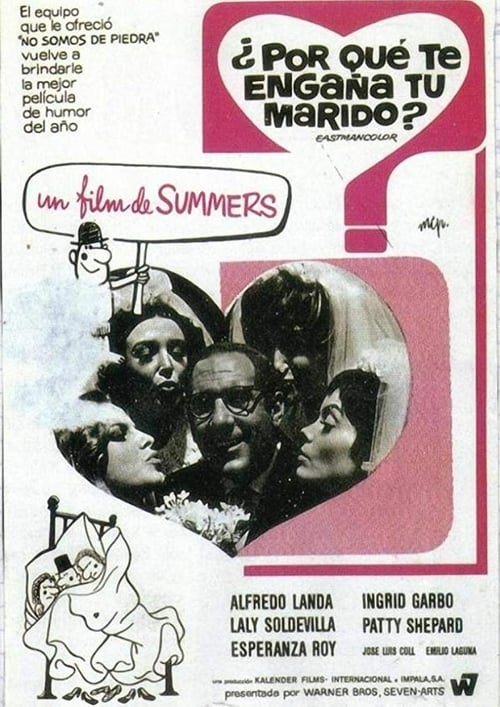 El equipo
que le ofreció
"NO SOMOS DE PIEDRA"
vuelve a
brindarle
la mejor
película
de humor
del año
¿POR QUÉ TE
ENGAÑA TU
MARIDO?
EASTMANCOLOR
un film de SUMMERS
mcp.
ALFREDO LANDA INGRID GARBO
LALY SOLDEVILLA PATTY SHEPARD
ESPERANZA ROY JOSE LUIS COLL EMILIO LAGUNA
una producción KALENDER FILMS- INTERNACIONAL e IMPALA,S.A.
presentada por WARNER BROS, SEVEN-ARTS W7